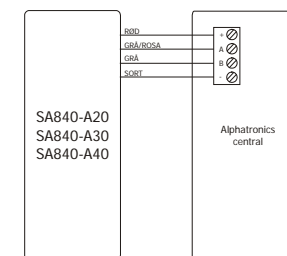 RØD
GRÅ/ROSA
GRÅ
SORT
+
A
B
-
SA840-A20
SA840-A30
SA840-A40
Alphatronics
central